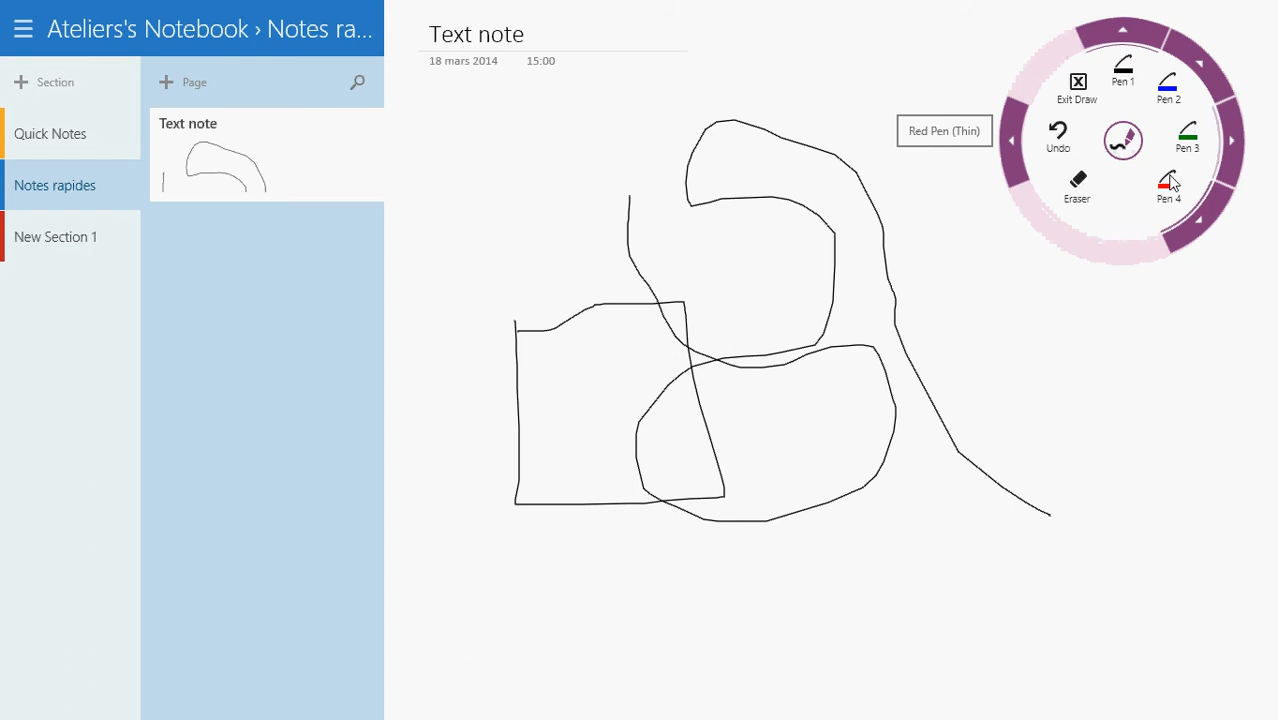 Ateliers's Notebook › Notes ra...
Section
Page
Quick Notes
Notes rapides
New Section 1
Text note
Text note
18 mars 2014 15:00
Red Pen (Thin)
Pen 1
Exit Draw
Pen 2
Undo
Pen 3
Eraser
Pen 4